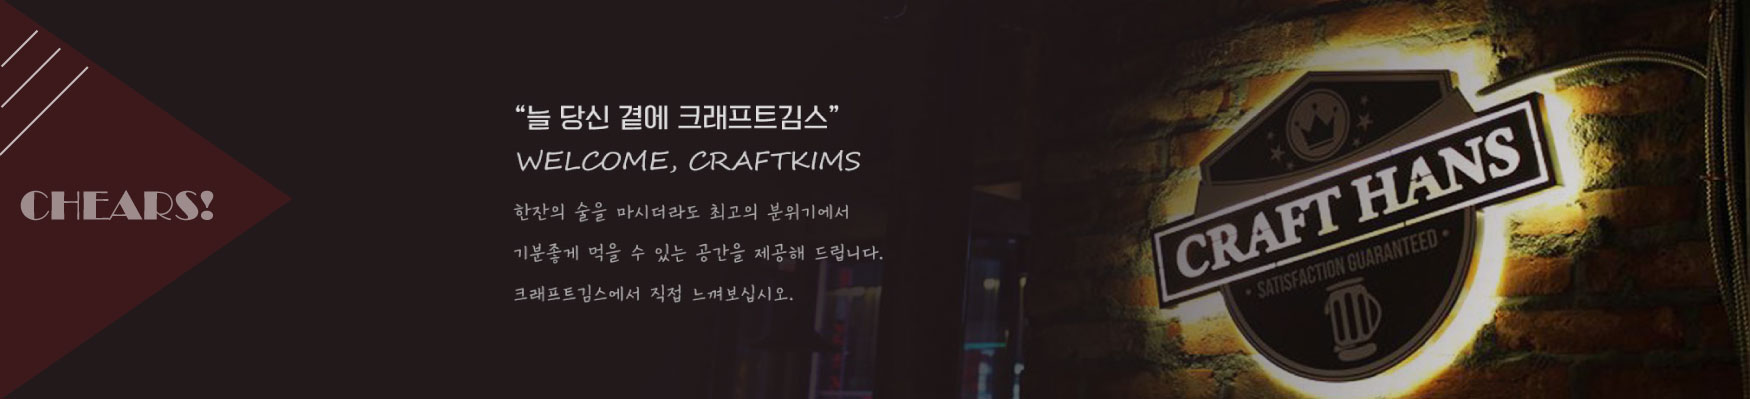 CHEARS!
“늘 당신 곁에 크래프트김스”
WELCOME, CRAFTKIMS
한잔의 술을 마시더라도 최고의 분위기에서
기분좋게 먹을 수 있는 공간을 제공해 드립니다.
크래프트김스에서 직접 느껴보십시오.
CRAFT HANS
• SATISFACTION GUARANTEED •